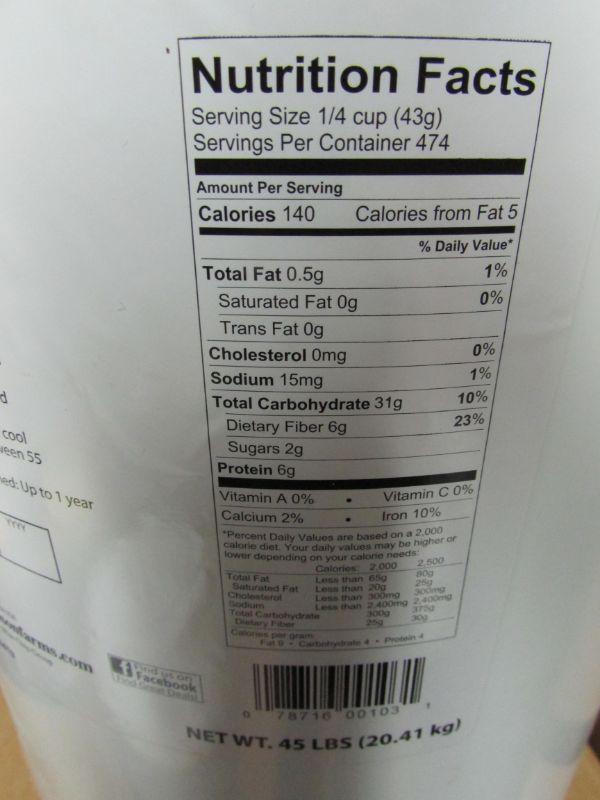 Nutrition Facts
Serving Size 1/4 cup (43g)
Servings Per Container 474
Amount Per Serving
Calories 140 Calories from Fat 5
% Daily Value*
Total Fat 0.5g 1%
Saturated Fat 0g 0%
Trans Fat 0g
Cholesterol 0mg 0%
Sodium 15mg 1%
Total Carbohydrate 31g 10%
Dietary Fiber 6g 23%
Sugars 2g
Protein 6g
Vitamin A 0% • Vitamin C 0%
Calcium 2% • Iron 10%
*Percent Daily Values are based on a 2,000
calorie diet. Your daily values may be higher or
lower depending on your calorie needs:
Calories: 2,000 2,500
Total Fat Less than 65g 80g
Saturated Fat Less than 20g 25g
Cholesterol Less than 300mg 300mg
Sodium Less than 2,400mg 2,400mg
Total Carbohydrate 300g 375g
Dietary Fiber 25g 30g
Calories per gram:
Fat 9 • Carbohydrate 4 • Protein 4
0 78716 00103 1
NET WT. 45 LBS (20.41 kg)
cool
55
Up to 1 year
YYYY
Find us on
Facebook
Find Great Deals!